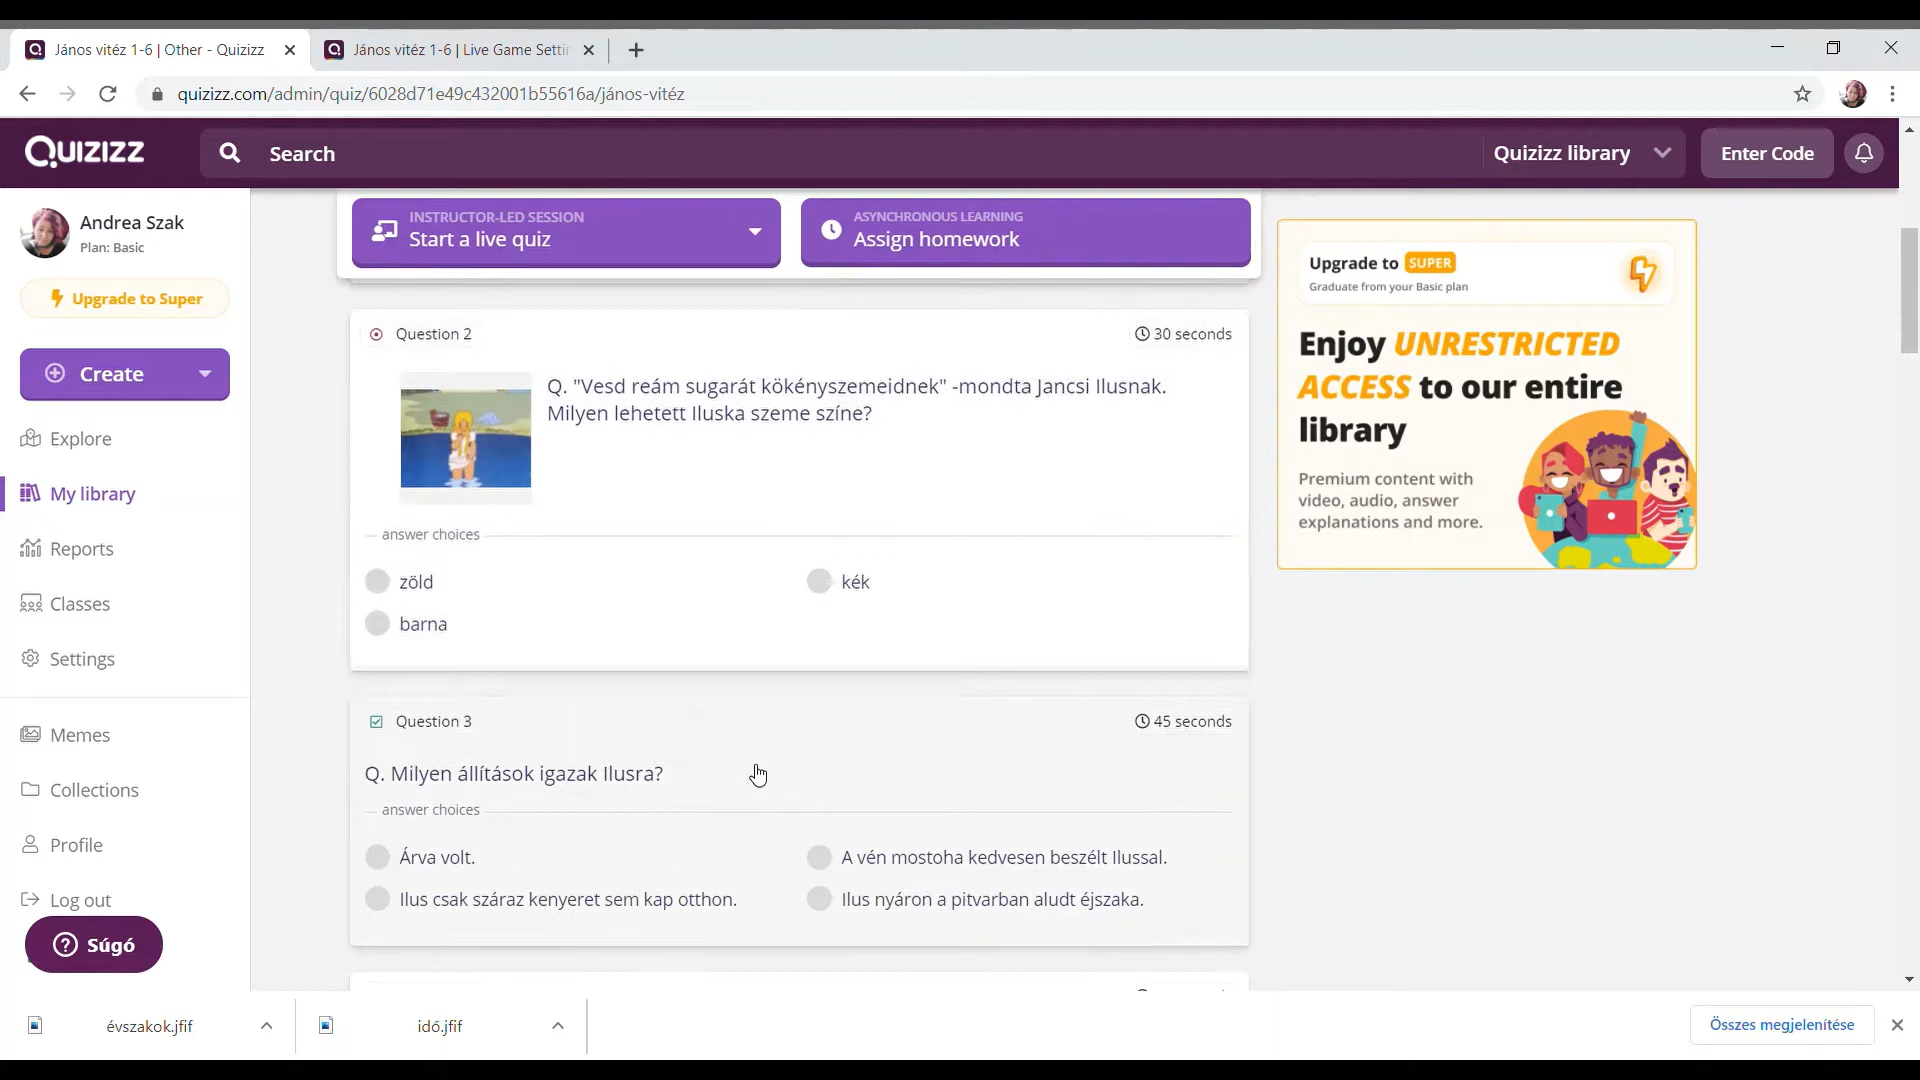 János vitéz 1-6 | Other - Quizizz
János vitéz 1-6 | Live Game Settin
quizizz.com/admin/quiz/6028d71e49c432001b55616a/jános-vitéz
QUIZIZZ
Search
Quizizz library
Enter Code
Andrea Szak
Plan: Basic
Upgrade to Super
Create
Explore
My library
Reports
Classes
Settings
Memes
Collections
Profile
Log out
Súgó
INSTRUCTOR-LED SESSION
Start a live quiz
ASYNCHRONOUS LEARNING
Assign homework
Question 2
30 seconds
Q. "Vesd reám sugarát kökényszemeidnek" -mondta Jancsi Ilusnak.
Milyen lehetett Iluska szeme színe?
answer choices
zöld
kék
barna
Question 3
45 seconds
Q. Milyen állítások igazak Ilusra?
answer choices
Árva volt.
A vén mostoha kedvesen beszélt Ilussal.
Ilus csak száraz kenyeret sem kap otthon.
Ilus nyáron a pitvarban aludt éjszaka.
Upgrade to SUPER
Graduate from your Basic plan
Enjoy UNRESTRICTED
ACCESS to our entire
library
Premium content with
video, audio, answer
explanations and more.
évszakok.jfif
idő.jfif
Összes megjelenítése